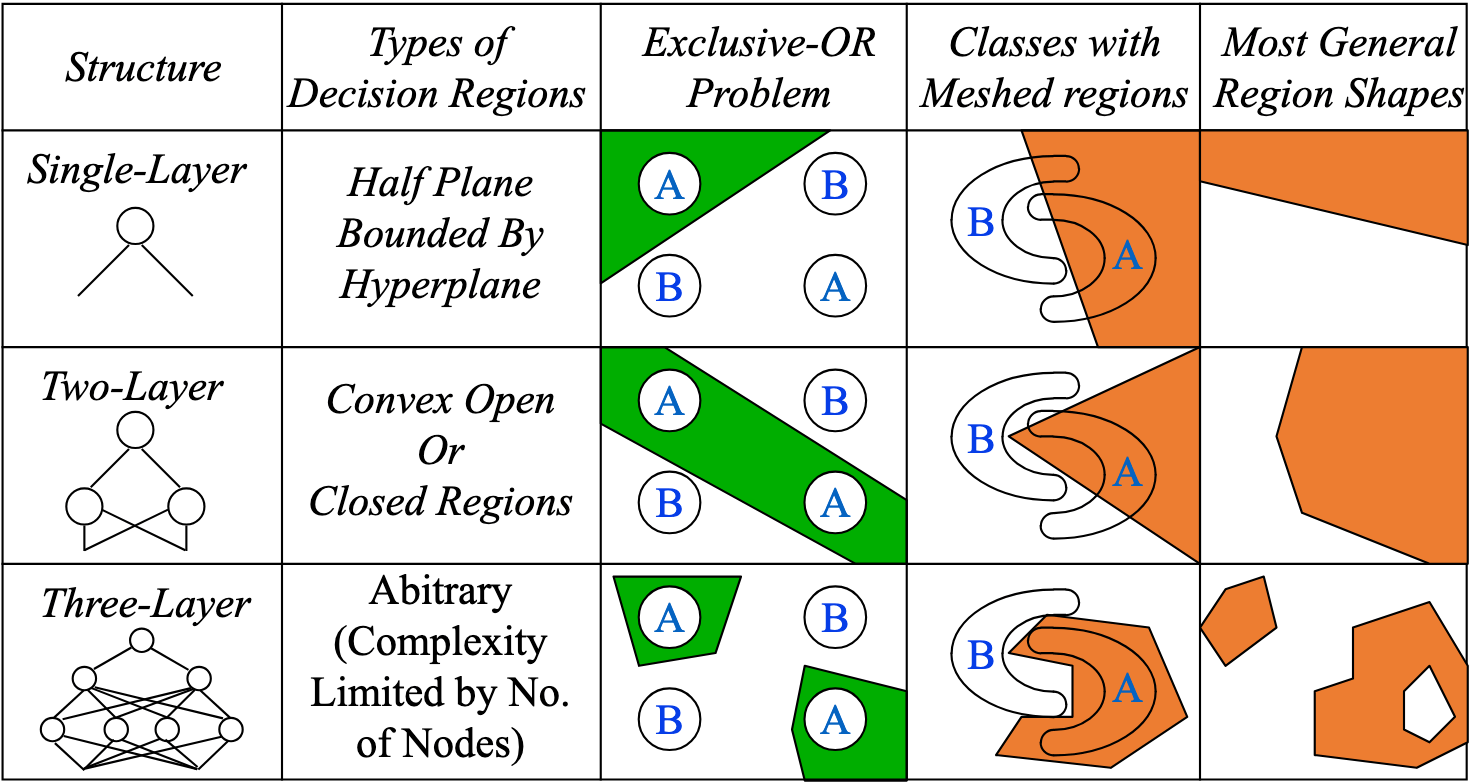 Structure
Types of
Decision Regions
Exclusive-OR
Problem
Classes with
Meshed regions
Most General
Region Shapes
Single-Layer
Half Plane
Bounded By
Hyperplane
A
B
B
A
B
A
Two-Layer
Convex Open
Or
Closed Regions
A
B
B
A
B
A
Three-Layer
Abitrary
(Complexity
Limited by No.
of Nodes)
A
B
B
A
B
A